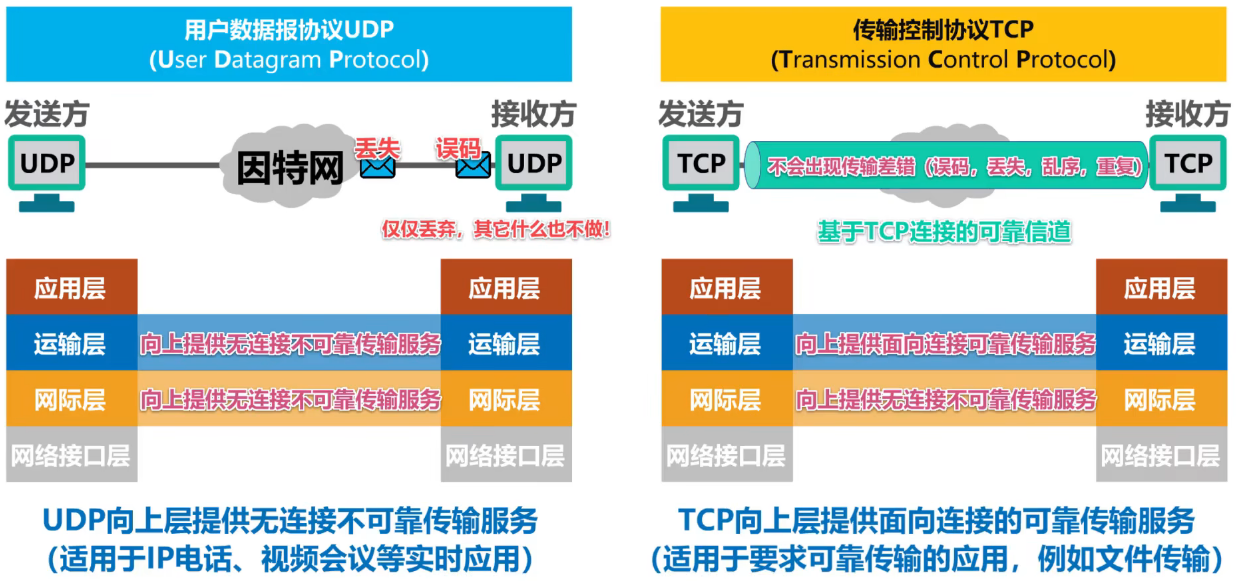 用户数据报协议UDP
(User Datagram Protocol)
发送方
接收方
UDP
因特网
丢失
误码
UDP
仅仅丢弃，其它什么也不做！
应用层
应用层
运输层
向上提供无连接不可靠传输服务
运输层
网际层
向上提供无连接不可靠传输服务
网际层
网络接口层
网络接口层
UDP向上层提供无连接不可靠传输服务
（适用于IP电话、视频会议等实时应用）
传输控制协议TCP
(Transmission Control Protocol)
发送方
接收方
TCP
不会出现传输差错（误码，丢失，乱序，重复）
TCP
基于TCP连接的可靠信道
应用层
应用层
运输层
向上提供面向连接可靠传输服务
运输层
网际层
向上提供无连接不可靠传输服务
网际层
网络接口层
网络接口层
TCP向上层提供面向连接的可靠传输服务
（适用于要求可靠传输的应用，例如文件传输）